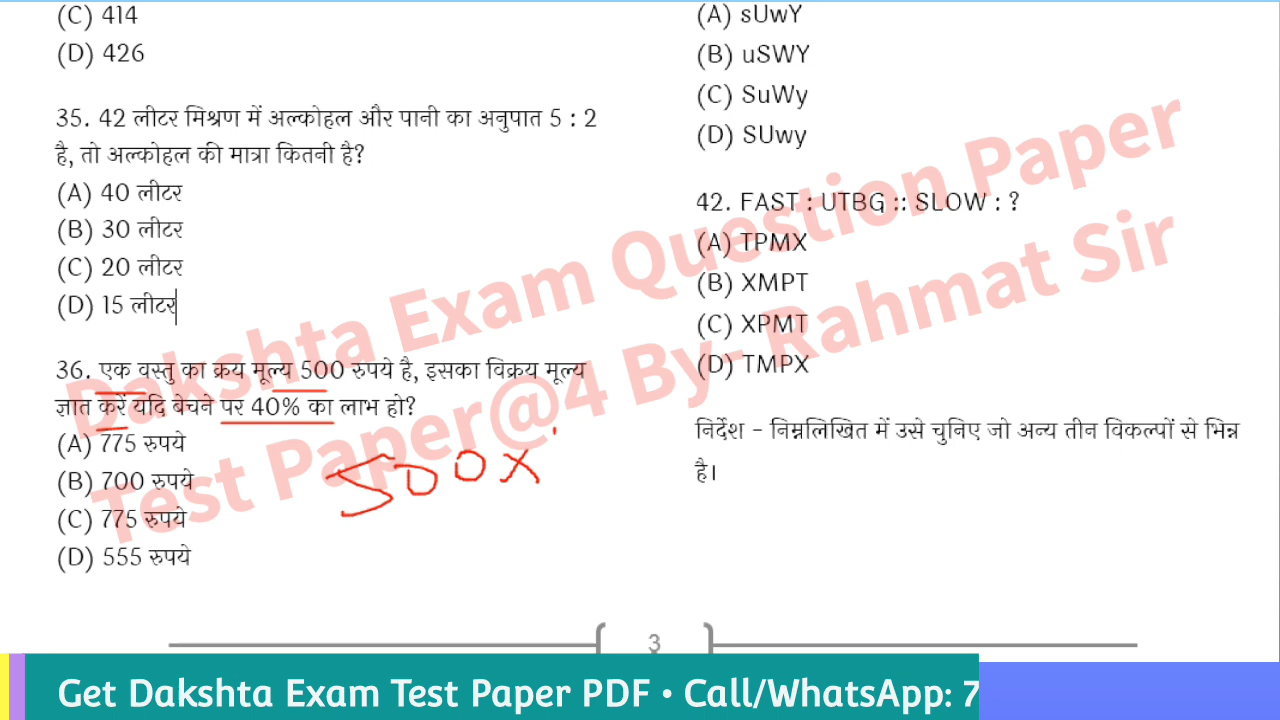 (C) 414
(D) 426
35. 42 लीटर मिश्रण में अल्कोहल और पानी का अनुपात 5 : 2
है, तो अल्कोहल की मात्रा कितनी है?
(A) 40 लीटर
(B) 30 लीटर
(C) 20 लीटर
(D) 15 लीटर
36. एक वस्तु का क्रय मूल्य 500 रुपये है, इसका विक्रय मूल्य
ज्ञात करें यदि बेचने पर 40% का लाभ हो?
(A) 775 रुपये
(B) 700 रुपये
(C) 775 रुपये
(D) 555 रुपये
500x
(A) sUwY
(B) uSWY
(C) SuWy
(D) SUwy
42. FAST : UTBG :: SLOW : ?
(A) TPMX
(B) XMPT
(C) XPMT
(D) TMPX
निर्देश - निम्नलिखित में उसे चुनिए जो अन्य तीन विकल्पों से भिन्न
है।
Dakshta Exam Question Paper
Test Paper@4 By- Rahmat Sir
3
Get Dakshta Exam Test Paper PDF • Call/WhatsApp: 7